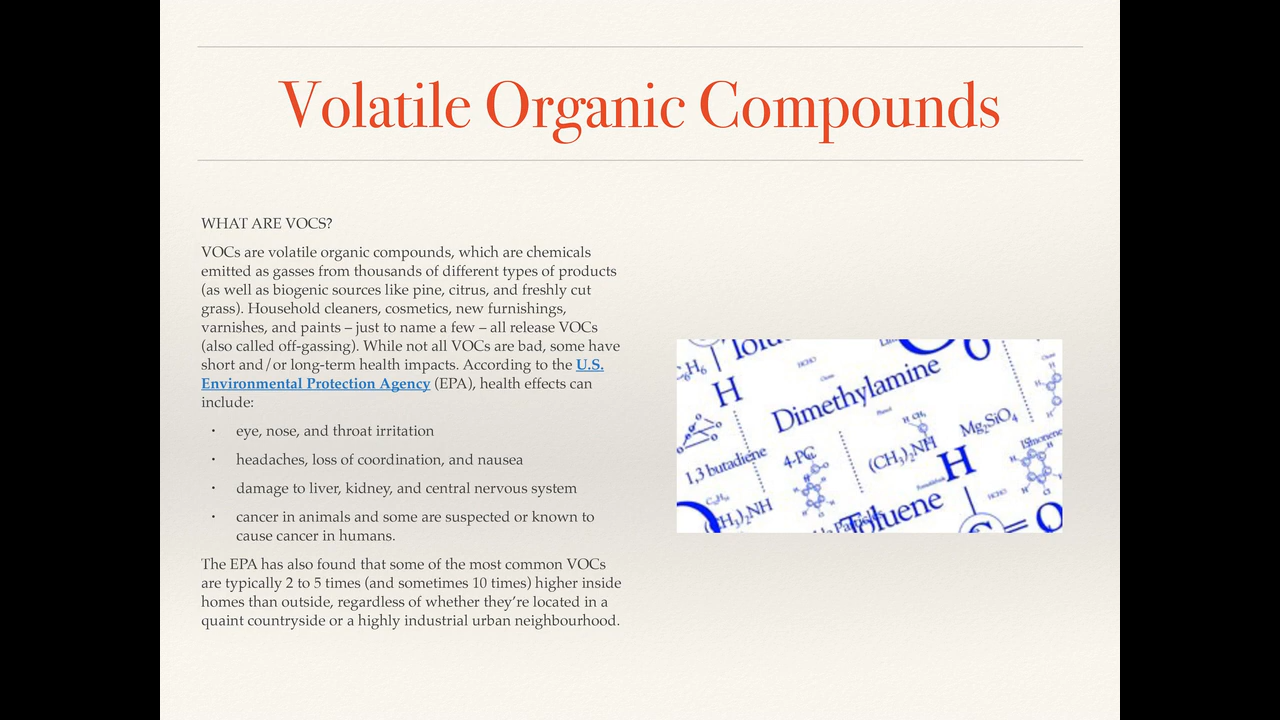 Volatile Organic Compounds
WHAT ARE VOCS?
VOCs are volatile organic compounds, which are chemicals
emitted as gasses from thousands of different types of products
(as well as biogenic sources like pine, citrus, and freshly cut
grass). Household cleaners, cosmetics, new furnishings,
varnishes, and paints – just to name a few – all release VOCs
(also called off-gassing). While not all VOCs are bad, some have
short and/or long-term health impacts. According to the U.S.
Environmental Protection Agency (EPA), health effects can
include:
• eye, nose, and throat irritation
• headaches, loss of coordination, and nausea
• damage to liver, kidney, and central nervous system
• cancer in animals and some are suspected or known to
cause cancer in humans.
The EPA has also found that some of the most common VOCs
are typically 2 to 5 times (and sometimes 10 times) higher inside
homes than outside, regardless of whether they’re located in a
quaint countryside or a highly industrial urban neighbourhood.
H
Dimethylamine
HCHO
1,3 butadiene
4-PC
(CH₃)₂NH
Mg₂SiO₄
H
(CH₃)₂NH
Toluene
HCHO
C = O